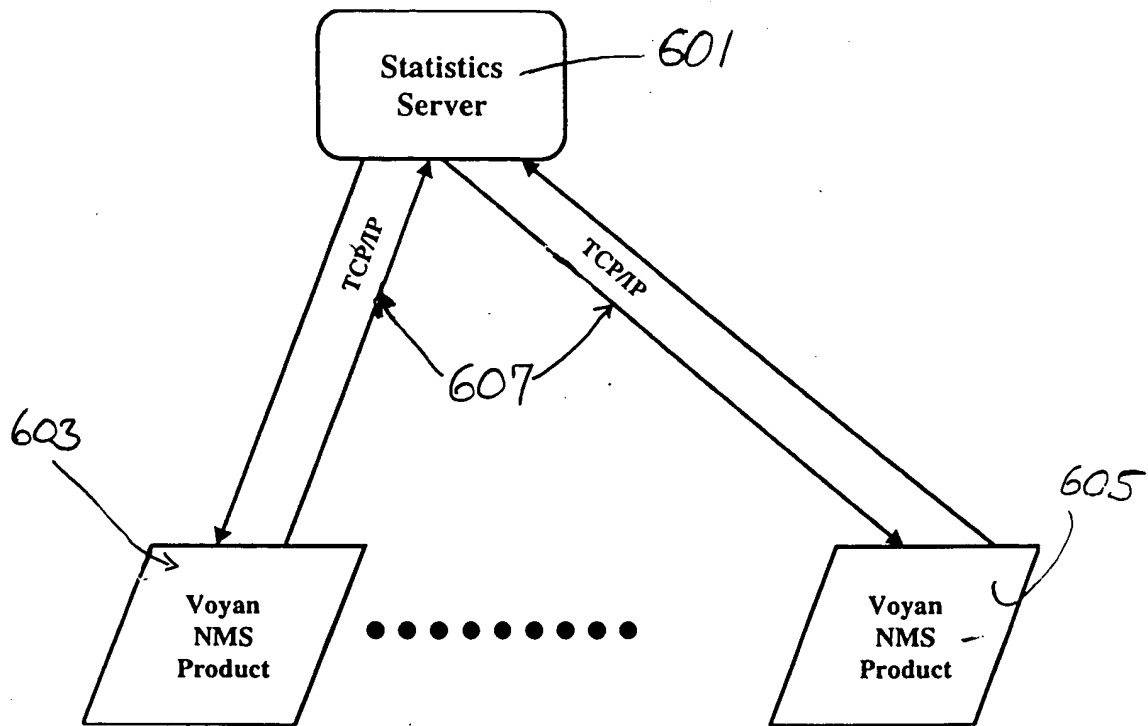 Statistics
Server
601
TCP/IP
TCP/IP
607
603
605
Voyan
NMS
Product
Voyan
NMS
Product